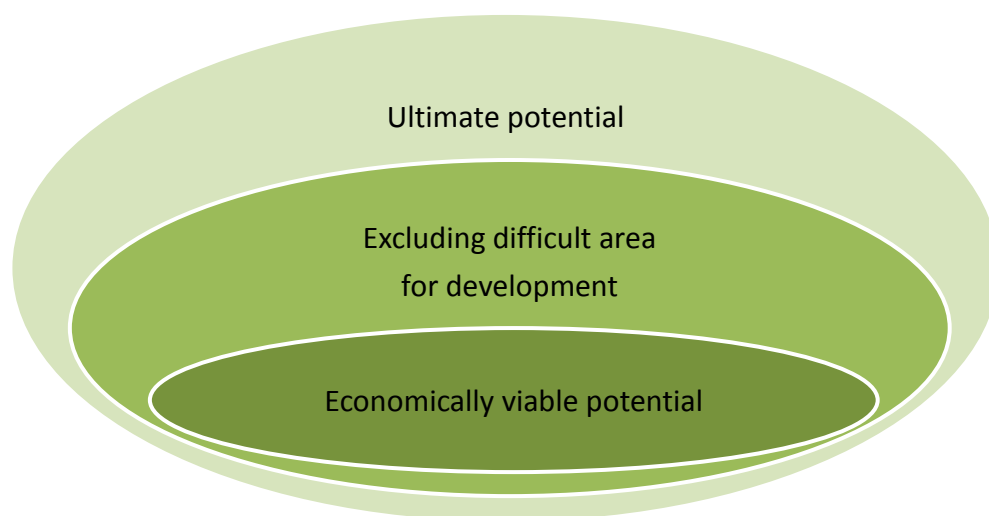 Ultimate potential
Excluding difficult area
for development
Economically viable potential